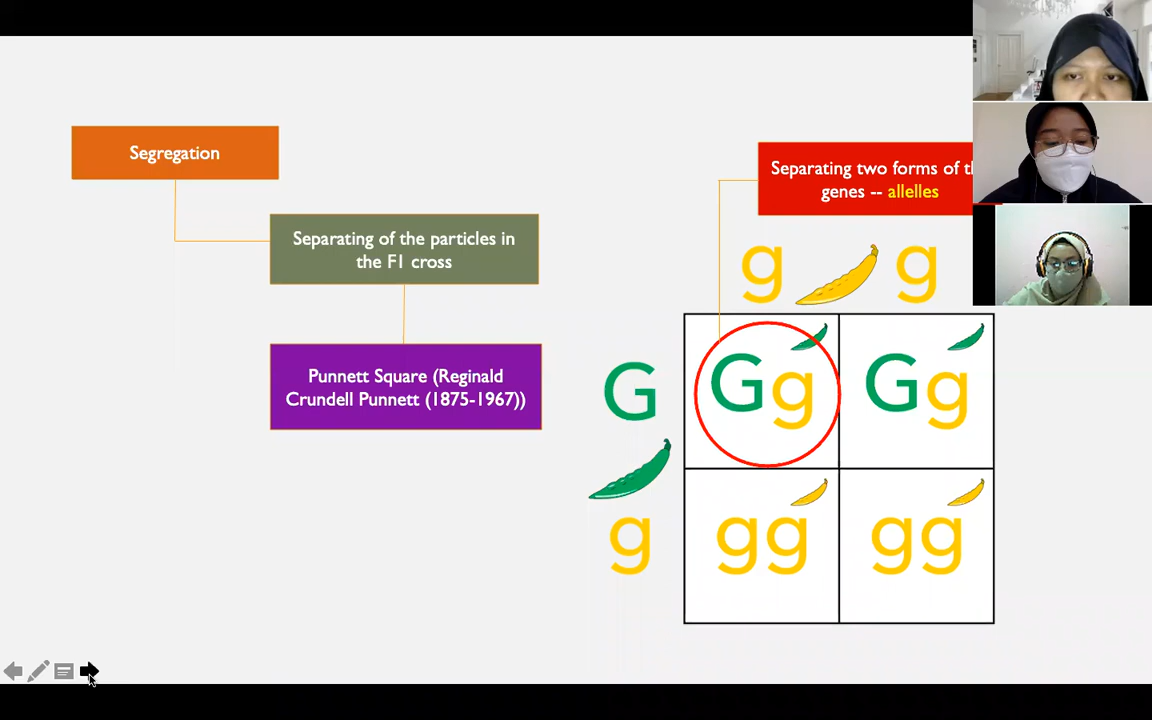 Segregation
Separating of the particles in
the F1 cross
Punnett Square (Reginald
Crundell Punnett (1875-1967))
Separating two forms of
genes -- allelles
g g
G Gg Gg
g gg gg